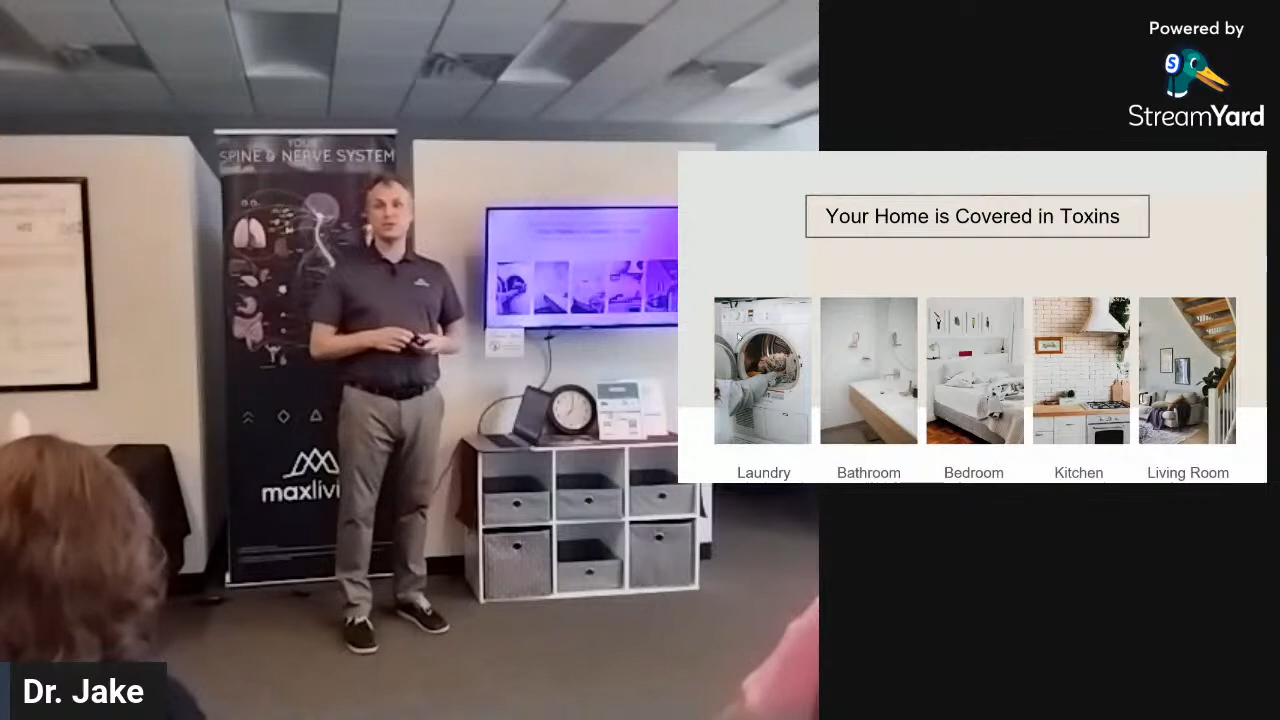 Powered by
StreamYard
YOUR
SPINE & NERVE SYSTEM
maxlivi
Your Home is Covered in Toxins
Laundry
Bathroom
Bedroom
Kitchen
Living Room
Dr. Jake